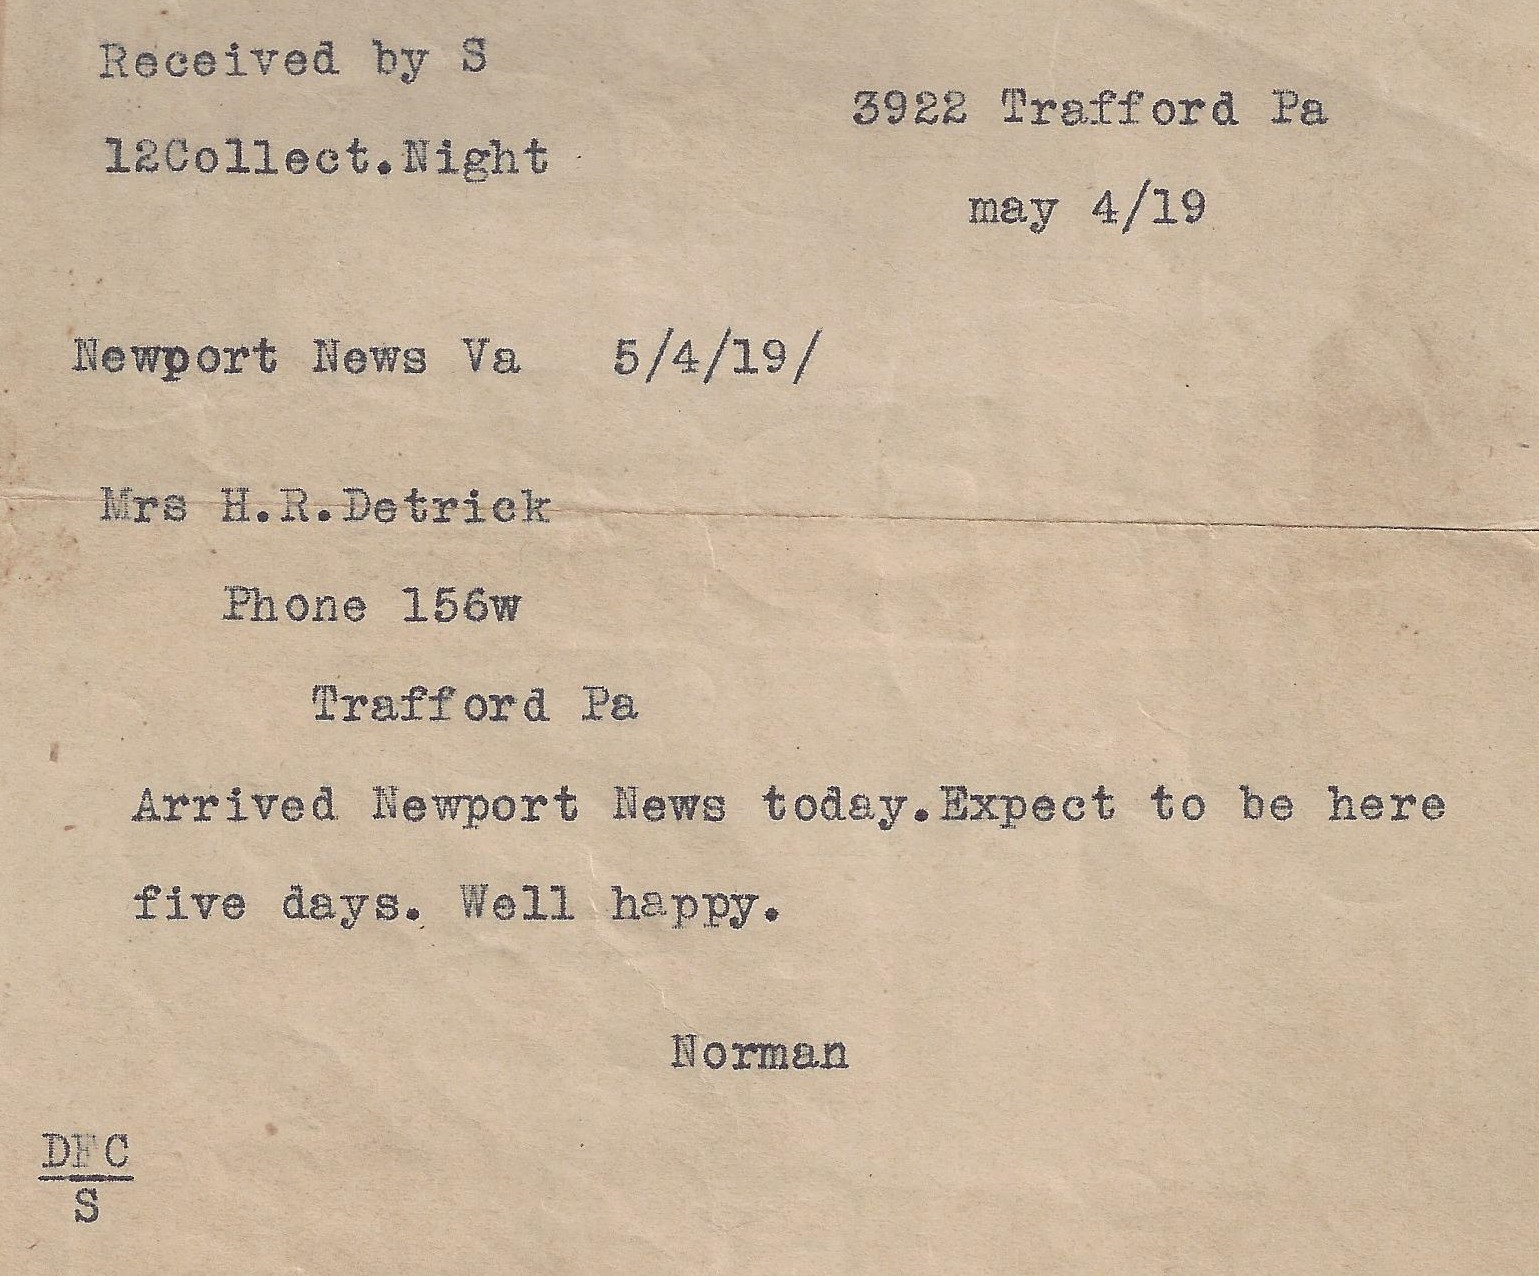 Received by S
3922 Trafford Pa
12Collect.Night
may 4/19
Newport News Va 5/4/19/
Mrs H.R.Detrick
Phone 156w
Trafford Pa
Arrived Newport News today.Expect to be here
five days. Well happy.
Norman
DFC
S